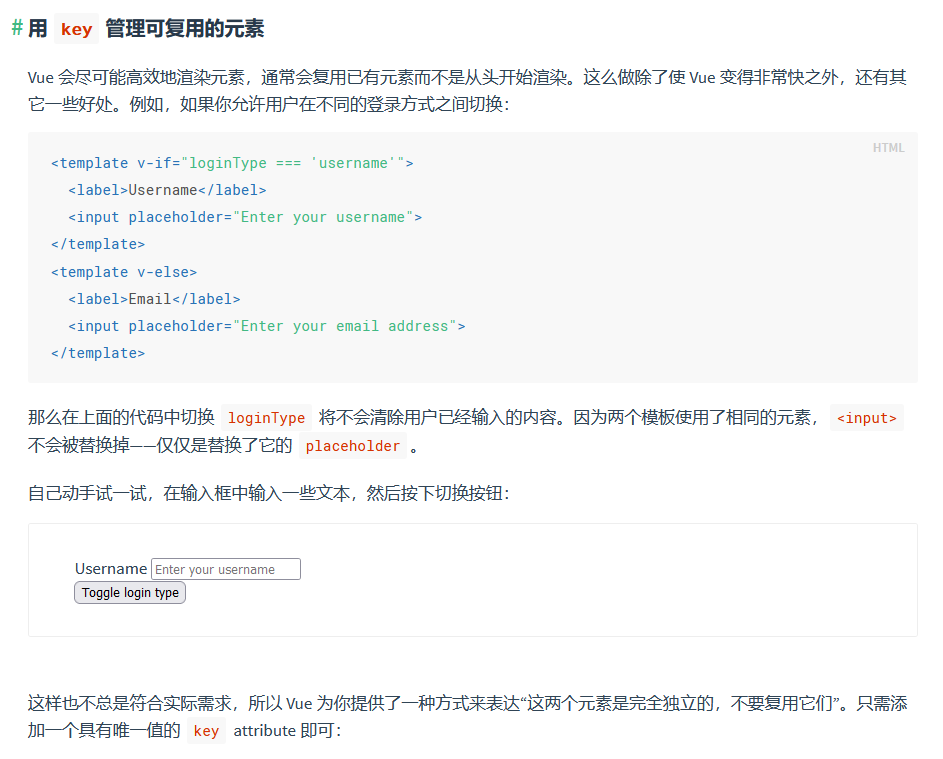 # 用 key 管理可复用的元素
Vue 会尽可能高效地渲染元素，通常会复用已有元素而不是从头开始渲染。这么做除了使 Vue 变得非常快之外，还有其
它一些好处。例如，如果你允许用户在不同的登录方式之间切换：
HTML
<template v-if="loginType === 'username'">
  <label>Username</label>
  <input placeholder="Enter your username">
</template>
<template v-else>
  <label>Email</label>
  <input placeholder="Enter your email address">
</template>
那么在上面的代码中切换 loginType 将不会清除用户已经输入的内容。因为两个模板使用了相同的元素，<input>
不会被替换掉——仅仅是替换了它的 placeholder 。
自己动手试一试，在输入框中输入一些文本，然后按下切换按钮：
Username Enter your username
Toggle login type
这样也不总是符合实际需求，所以 Vue 为你提供了一种方式来表达“这两个元素是完全独立的，不要复用它们”。只需添
加一个具有唯一值的 key attribute 即可：